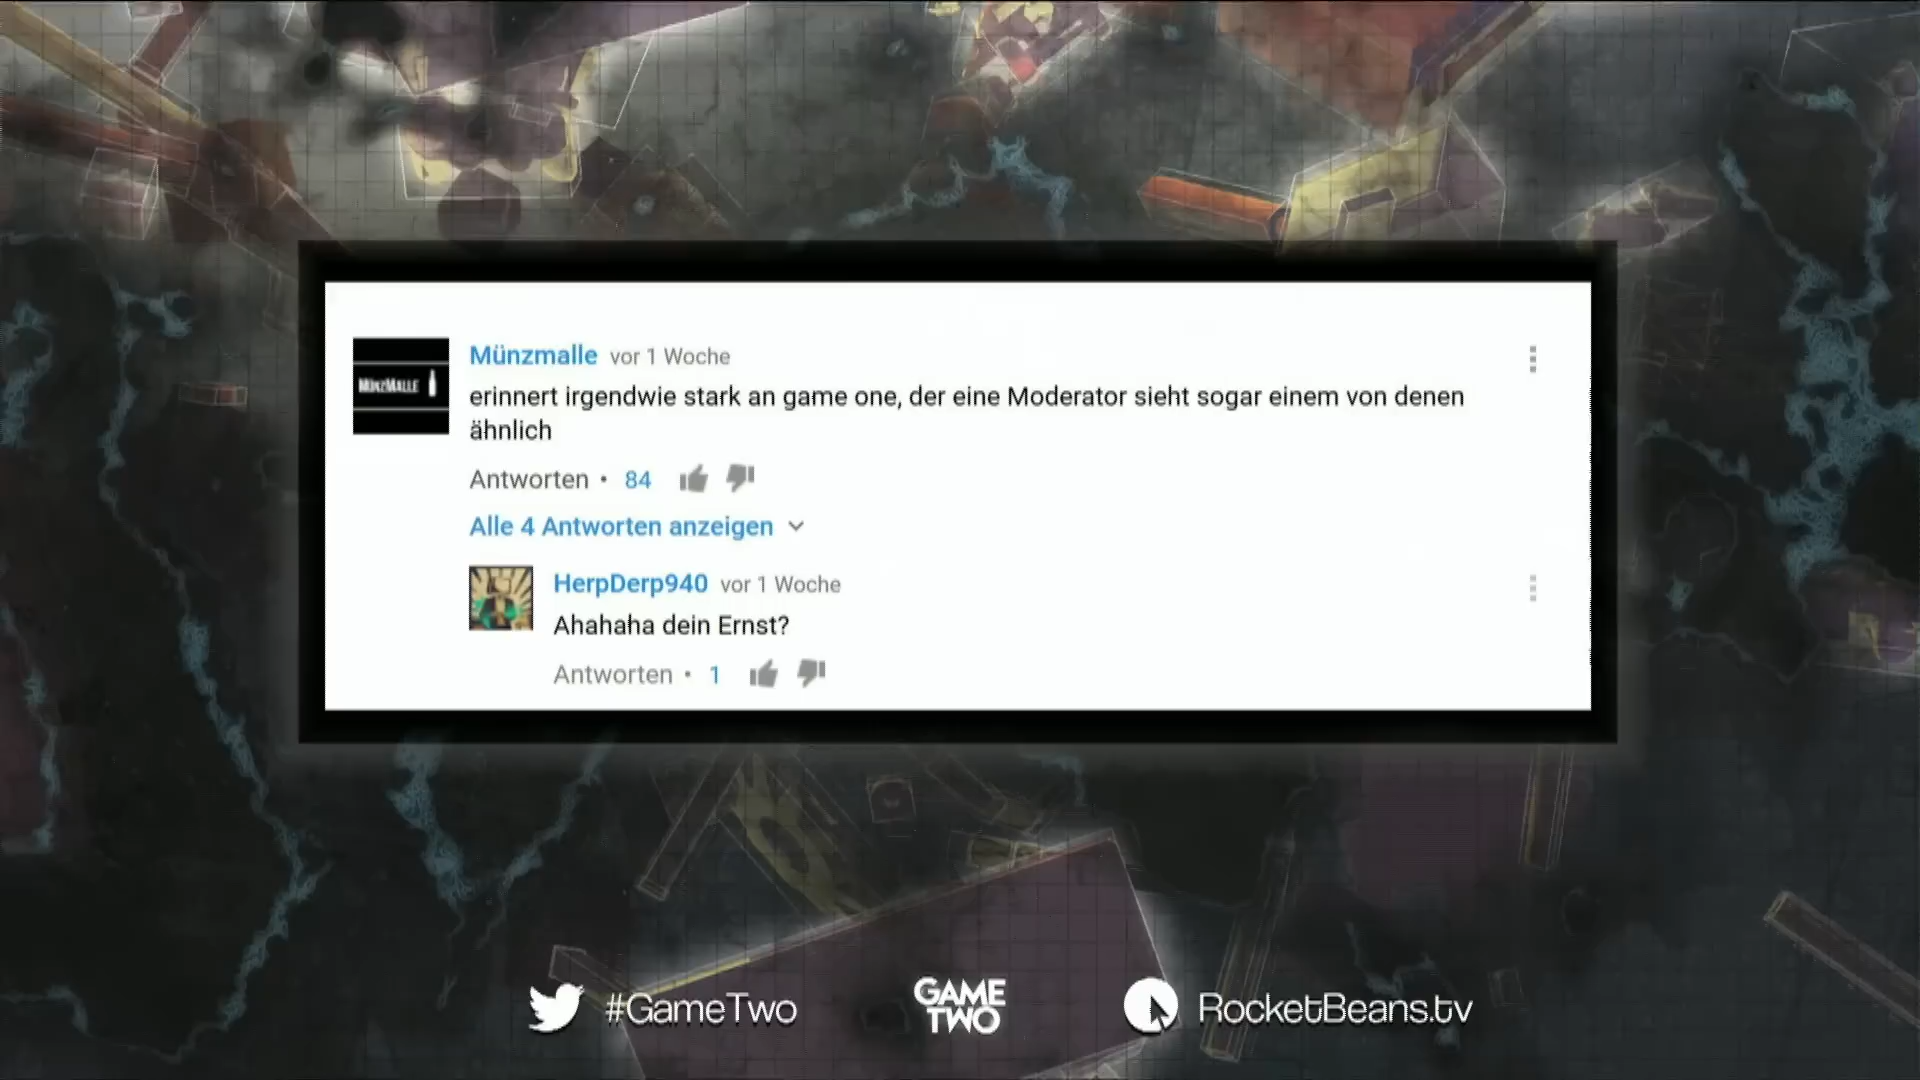 MÜNZMALLE
Münzmalle vor 1 Woche
erinnert irgendwie stark an game one, der eine Moderator sieht sogar einem von denen
ähnlich
Antworten • 84
Alle 4 Antworten anzeigen
HerpDerp940 vor 1 Woche
Ahahaha dein Ernst?
Antworten • 1
#GameTwo
GAME
TWO
RocketBeans.tv